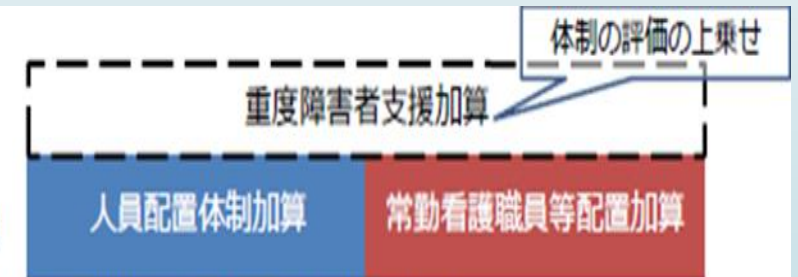 体制の評価の上乗せ
重度障害者支援加算
人員配置体制加算
常勤看護職員等配置加算